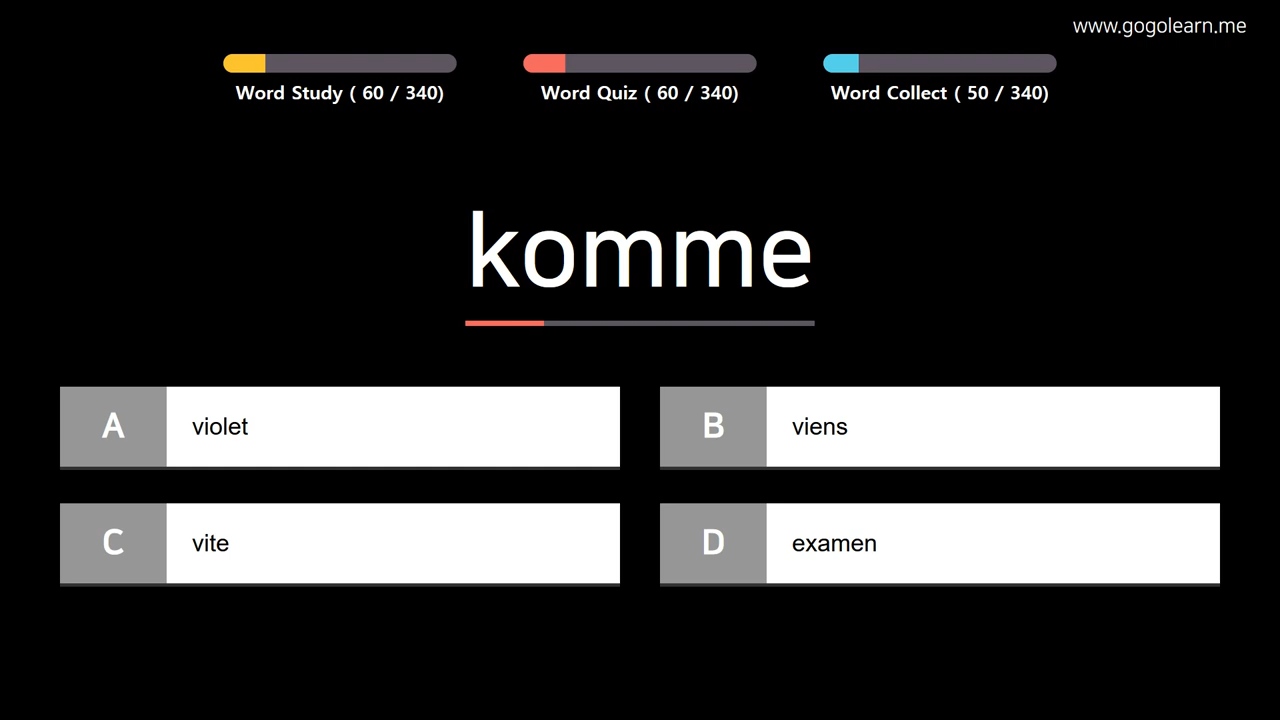 www.gogolearn.me
Word Study ( 60 / 340)
Word Quiz ( 60 / 340)
Word Collect ( 50 / 340)
komme
A violet
B viens
C vite
D examen